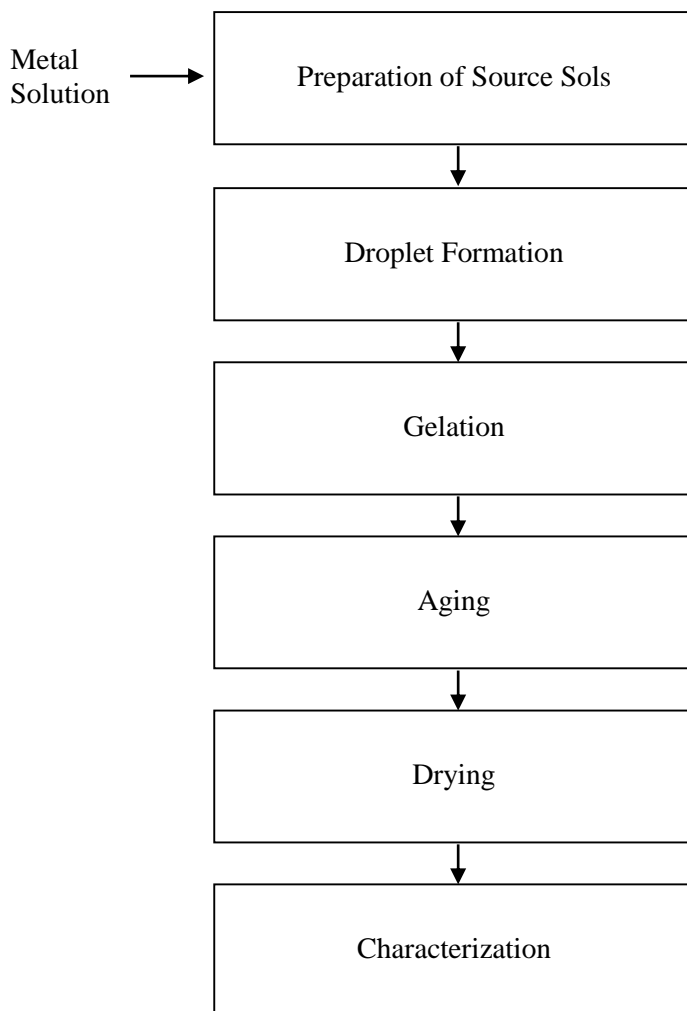 Metal
Solution
Preparation of Source Sols
Droplet Formation
Gelation
Aging
Drying
Characterization